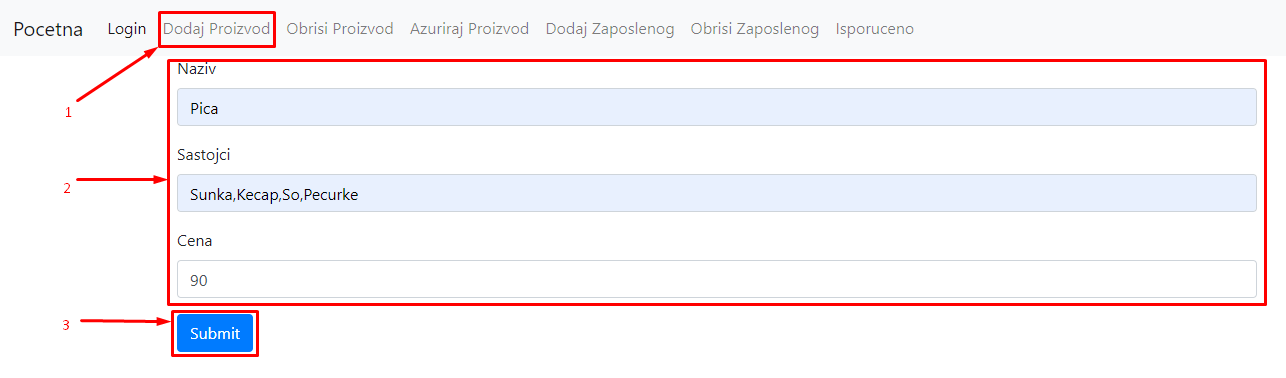 Pocetna Login Dodaj Proizvod Obrisi Proizvod Azuriraj Proizvod Dodaj Zaposlenog Obrisi Zaposlenog Isporuceno
Naziv
1
Pica
Sastojci
2
Sunka,Kecap,So,Pecurke
Cena
90
3
Submit